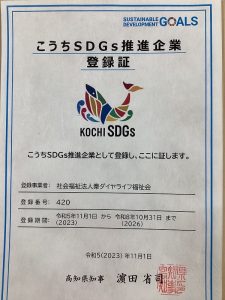 SUSTAINABLE DEVELOPMENT GOALS
こうちSDGs推進企業
登録証
KOCHI SDGs
こうちSDGs推進企業として登録し、ここに証します。
登録事業者: 社会福祉法人秦ダイヤライフ福祉会
登録番号: 420
登録期間: 令和5年11月1日 から 令和8年10月31日 まで
(2023) (2026)
令和5(2023)年11月1日
高知県知事 濵田 省司